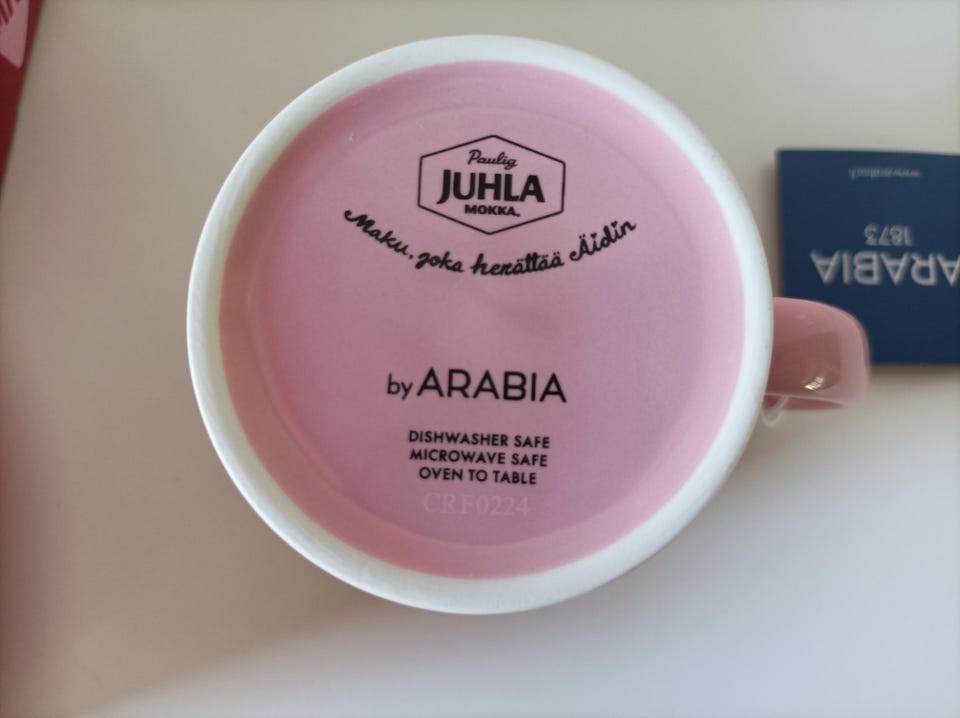 Paulig
JUHLA
MOKKA.
Maku, joka herättää Äidin
by ARABIA
DISHWASHER SAFE
MICROWAVE SAFE
OVEN TO TABLE
CRF0224
ARABIA
1873